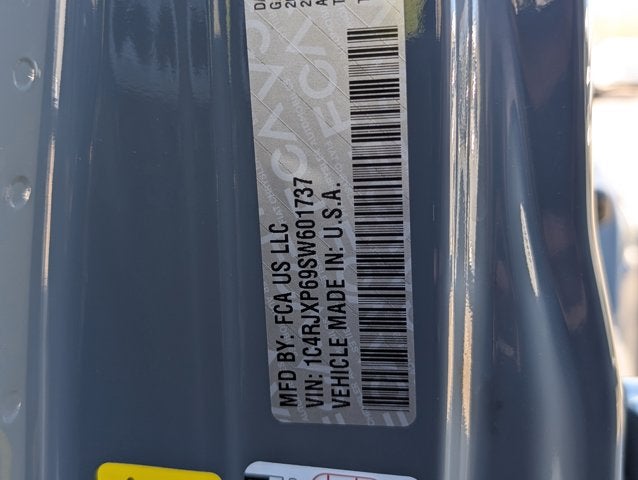 MFD BY: FCA US LLC
VIN: 1C4RJXP69SW601737
VEHICLE MADE IN: U.S.A.